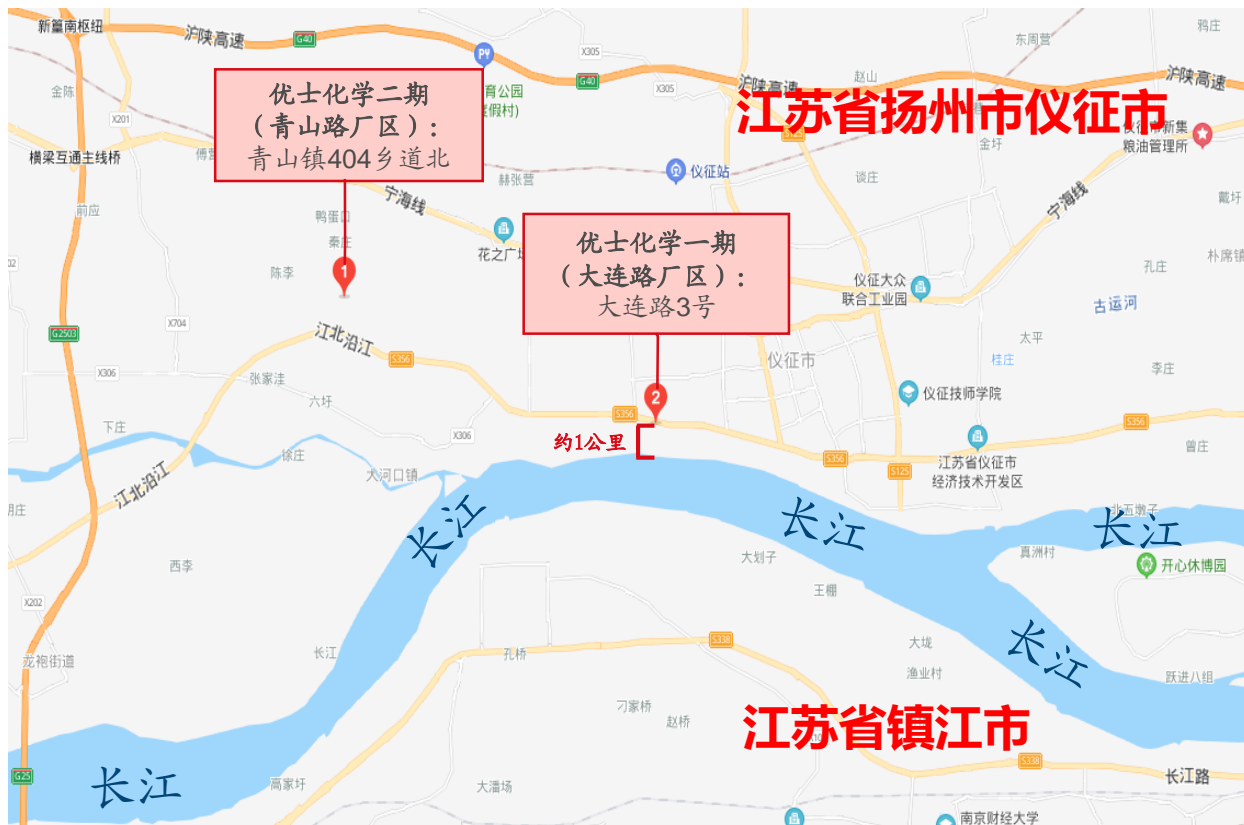 新篁南枢纽
沪陕高速
G40
X305
东周营
鸦庄
PY
G40
赵山
沪陕高速
沪陕高速
金陈
育公园
X305
江苏省扬州市仪征市
优士化学二期
（青山路厂区）：
青山镇404乡道北
X201
S125
仪征市新集
粮油管理所
横梁互通主线桥
金圩
仪征站
赫张营
谈庄
宁海线
宁海线
戴圩
前应
鸭蛋口
秦庄
花之广场
优士化学一期
（大连路厂区）：
大连路3号
朴席镇
陈李
1
孔庄
仪征大众
联合工业园
古运河
X704
G2503
江北沿江
S356
太平
仪征市
桂庄
李庄
X306
张家洼
六圩
2
仪征技师学院
下庄
S356
S356
X306
约1公里
徐庄
曾庄
S356
江苏省仪征市
经济技术开发区
S125
大河口镇
江北沿江
长江
长江
北五墩子
长江
真洲村
西李
大划子
开心休博园
王棚
X202
长江
S338
大垅
长江
龙袍街道
孔桥
渔业村
跃进八组
刁家桥
赵桥
江苏省镇江市
G25
长江
高家圩
大潘场
S338
长江路
南京财经大学